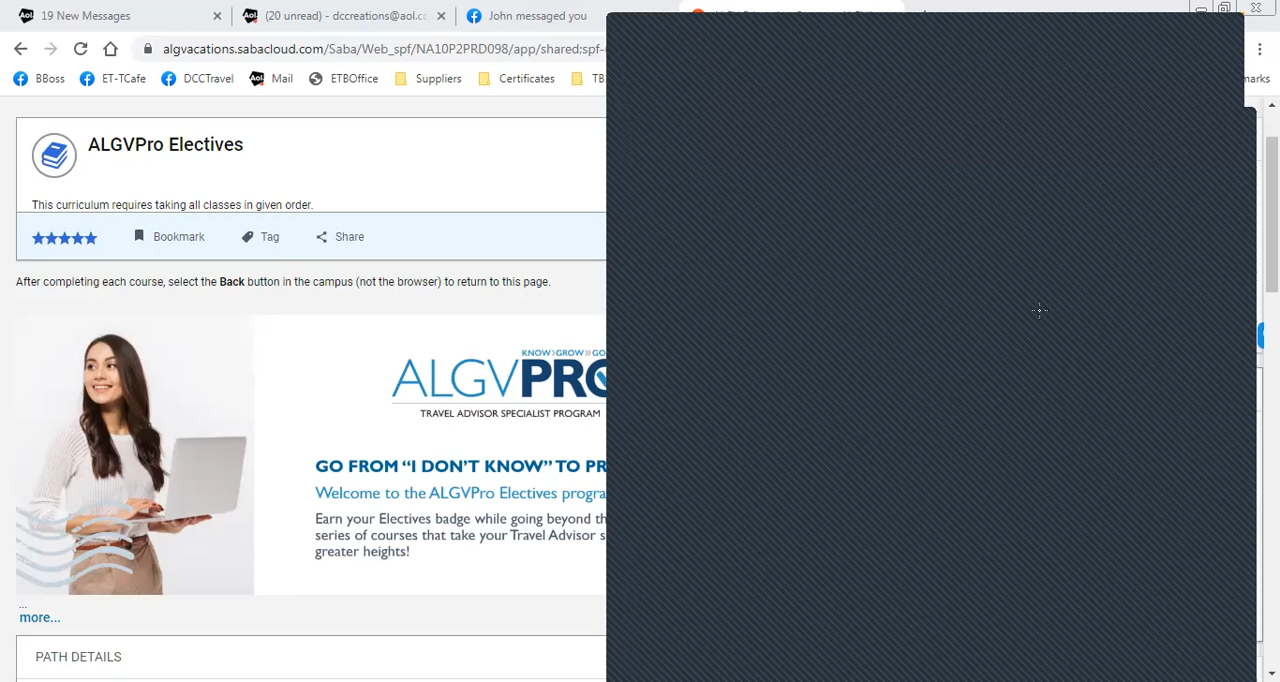 19 New Messages
(20 unread) - dccreations@aol.cc
John messaged you
algvacations.sabacloud.com/Saba/Web_spf/NA10P2PRD098/app/shared;spf-
BBoss
ET-TCafe
DCCTravel
Mail
ETBOffice
Suppliers
Certificates
TB
marks
ALGVPro Electives
This curriculum requires taking all classes in given order.
Bookmark
Tag
Share
After completing each course, select the Back button in the campus (not the browser) to return to this page.
KNOW>GROW>>GO
ALGVPRO
TRAVEL ADVISOR SPECIALIST PROGRAM
GO FROM “I DON’T KNOW” TO PR
Welcome to the ALGVPro Electives progra
Earn your Electives badge while going beyond th
series of courses that take your Travel Advisor s
greater heights!
...
more...
PATH DETAILS